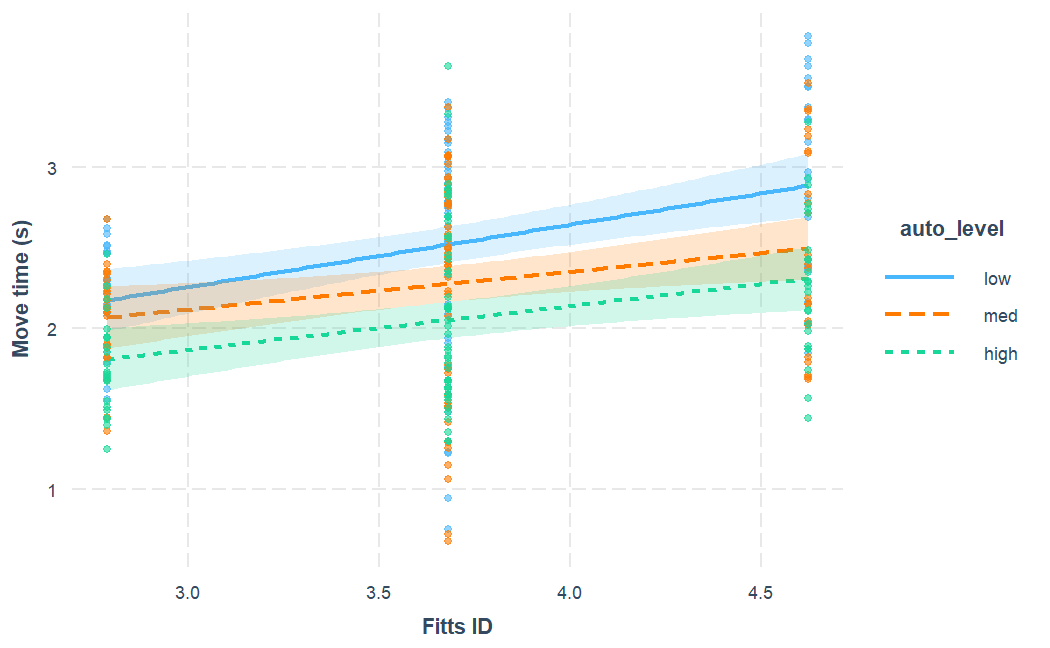 3
2
1
Move time (s)
3.0
3.5
4.0
4.5
Fitts ID
auto_level
low
med
high